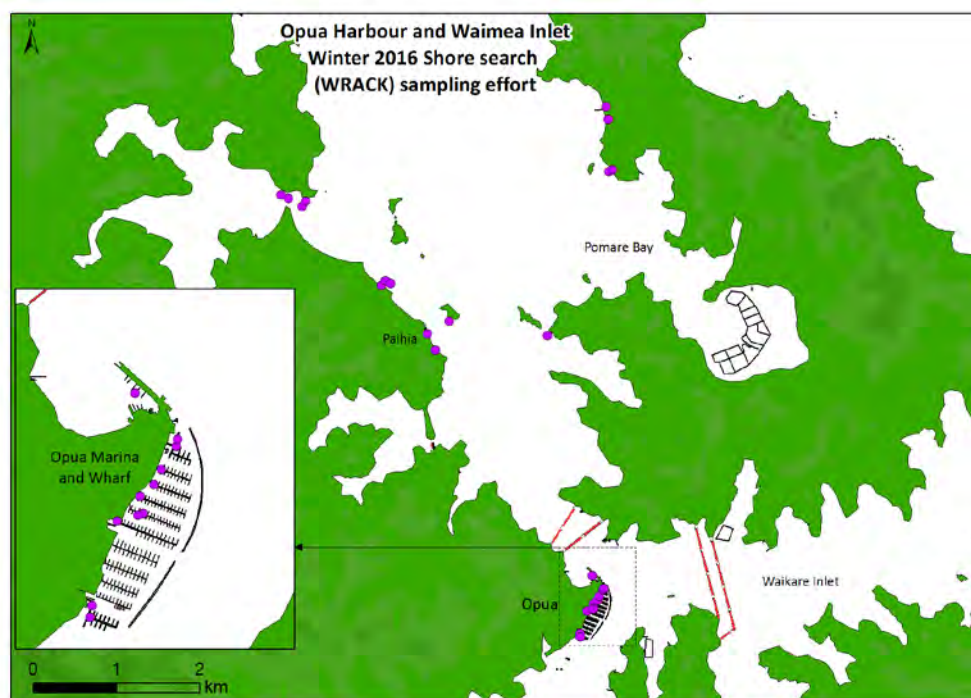 N
Opua Harbour and Waimea Inlet
Winter 2016 Shore search
(WRACK) sampling effort
Pomare Bay
Paihia
Opua Marina
and Wharf
Waikare Inlet
Opua
0 1 2
km